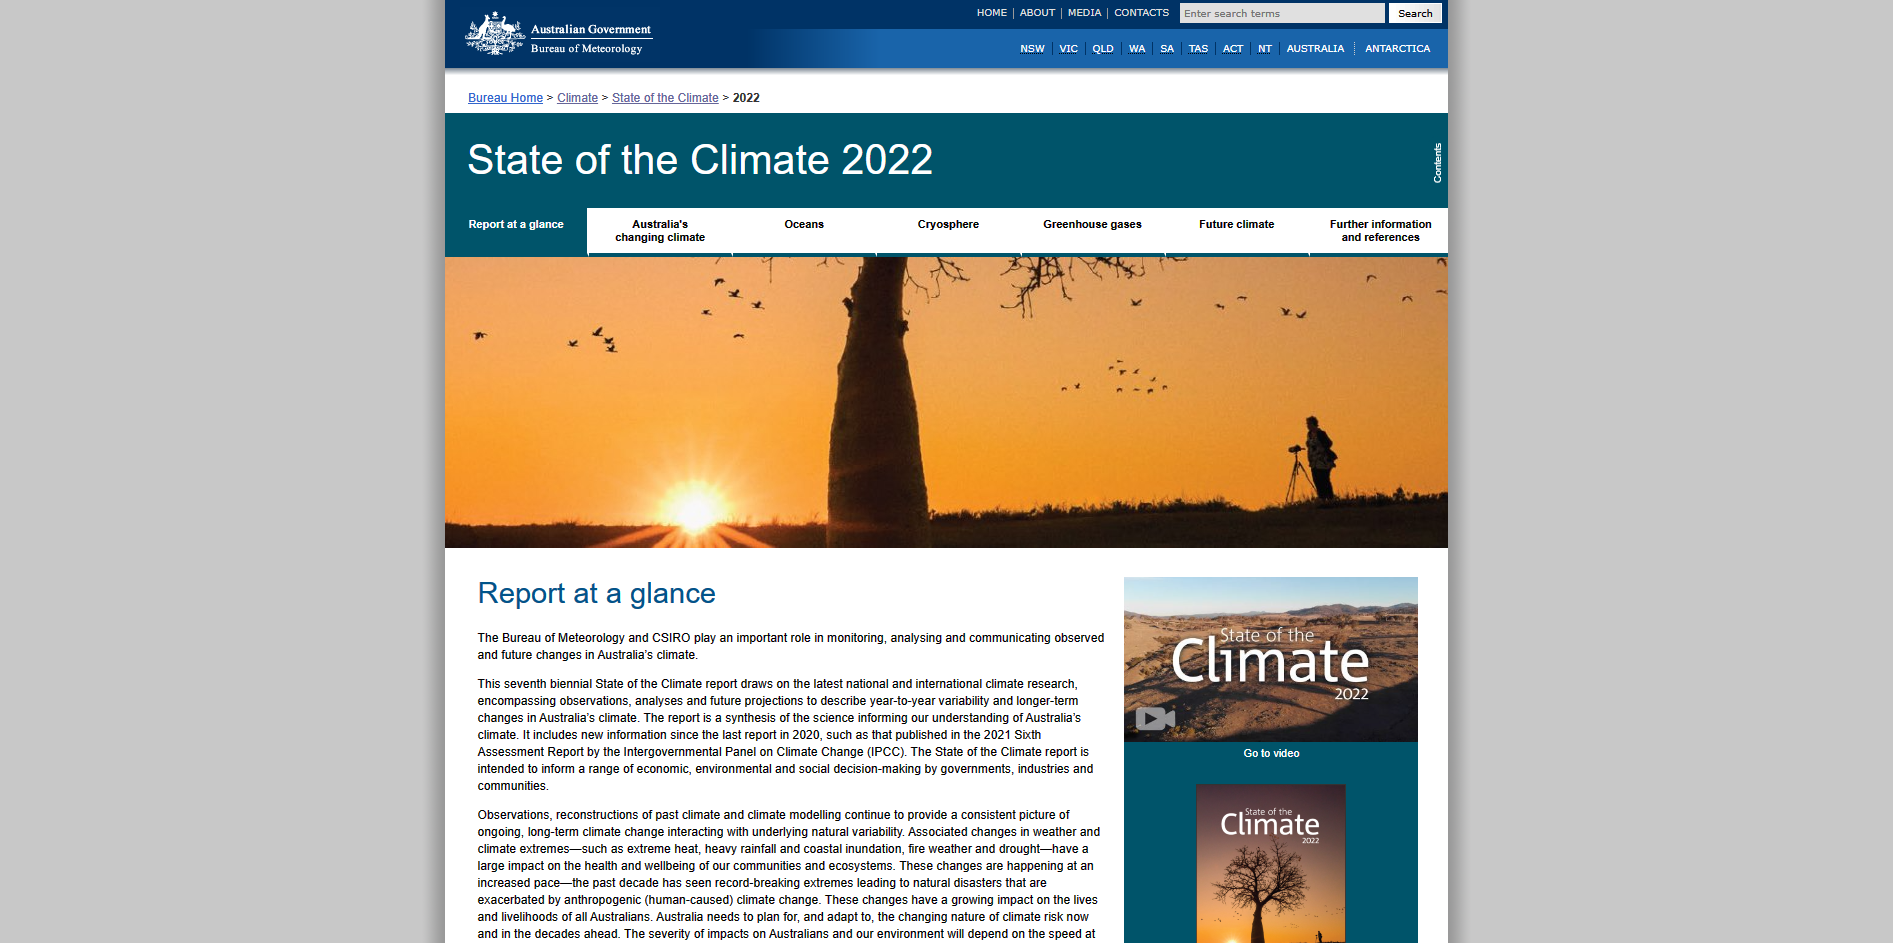 Australian Government
Bureau of Meteorology
HOME | ABOUT | MEDIA | CONTACTS
Enter search terms
Search
NSW VIC QLD WA SA TAS ACT NT AUSTRALIA ANTARCTICA
Bureau Home > Climate > State of the Climate > 2022
State of the Climate 2022
Contents
Report at a glance
Australia's
changing climate
Oceans
Cryosphere
Greenhouse gases
Future climate
Further information
and references
Report at a glance
The Bureau of Meteorology and CSIRO play an important role in monitoring, analysing and communicating observed
and future changes in Australia’s climate.
This seventh biennial State of the Climate report draws on the latest national and international climate research,
encompassing observations, analyses and future projections to describe year-to-year variability and longer-term
changes in Australia’s climate. The report is a synthesis of the science informing our understanding of Australia’s
climate. It includes new information since the last report in 2020, such as that published in the 2021 Sixth
Assessment Report by the Intergovernmental Panel on Climate Change (IPCC). The State of the Climate report is
intended to inform a range of economic, environmental and social decision-making by governments, industries and
communities.
Observations, reconstructions of past climate and climate modelling continue to provide a consistent picture of
ongoing, long-term climate change interacting with underlying natural variability. Associated changes in weather and
climate extremes—such as extreme heat, heavy rainfall and coastal inundation, fire weather and drought—have a
large impact on the health and wellbeing of our communities and ecosystems. These changes are happening at an
increased pace—the past decade has seen record-breaking extremes leading to natural disasters that are
exacerbated by anthropogenic (human-caused) climate change. These changes have a growing impact on the lives
and livelihoods of all Australians. Australia needs to plan for, and adapt to, the changing nature of climate risk now
and in the decades ahead. The severity of impacts on Australians and our environment will depend on the speed at
State of the
Climate
2022
Go to video
State of the
Climate
2022